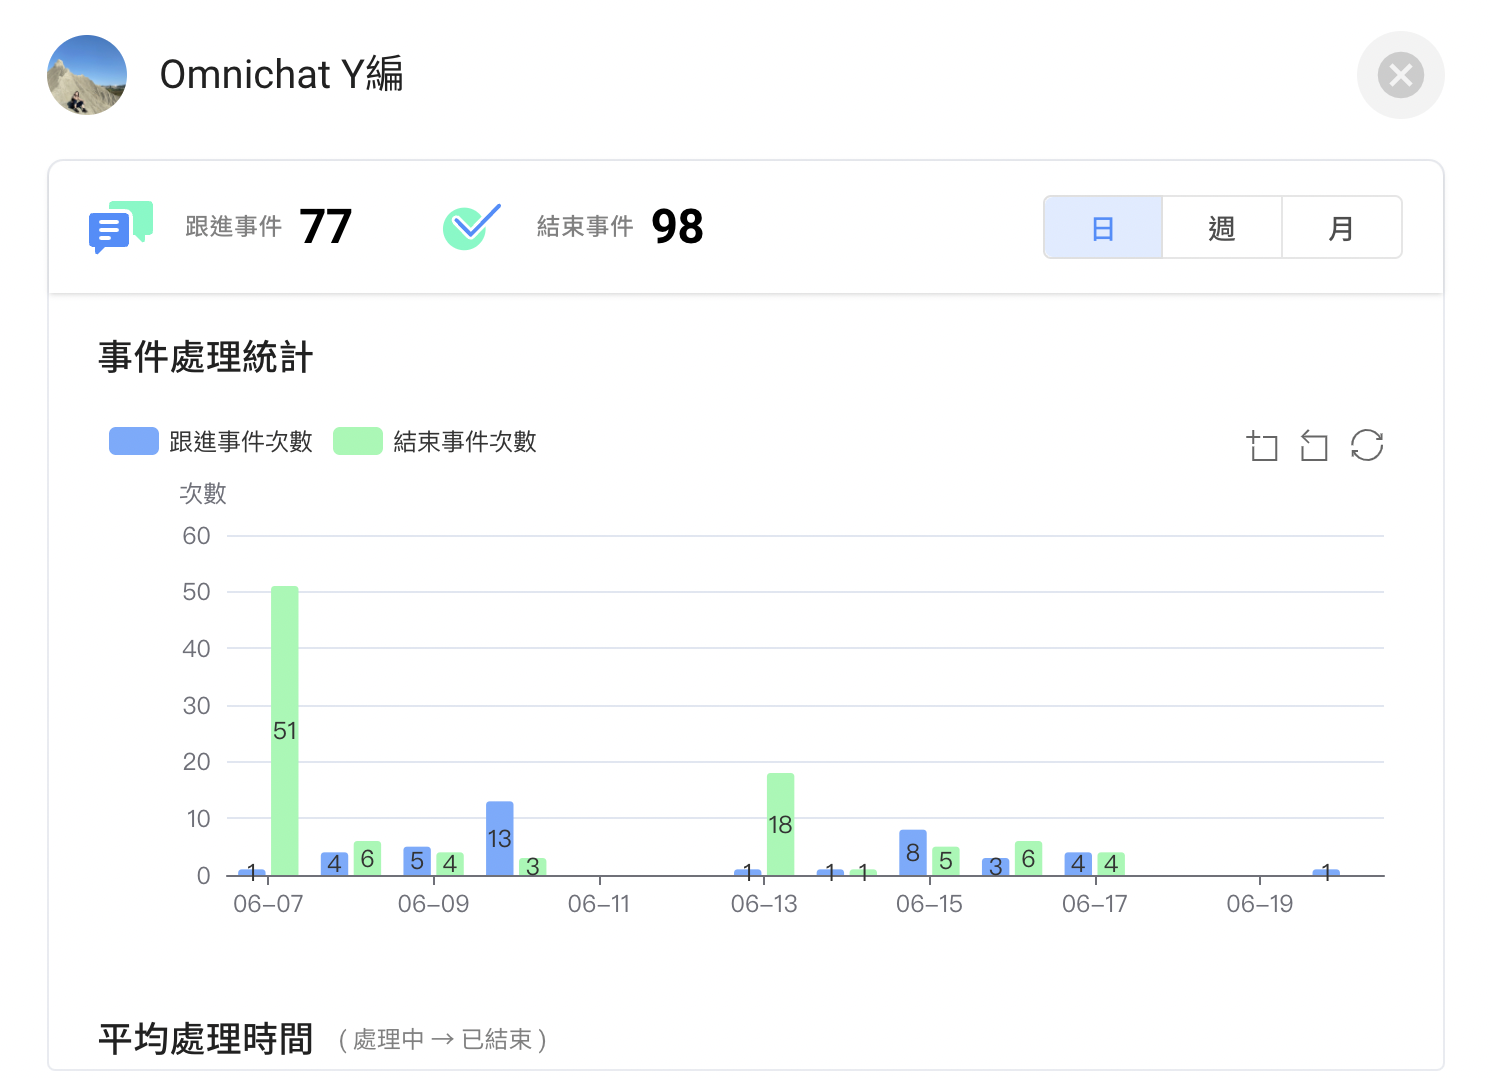 Omnichat Y編
跟進事件 77 結束事件 98 日 週 月
事件處理統計
跟進事件次數 結束事件次數
次數
60
50
40
30
20
10
0
1 51 4 6 5 4 13 3 1 18 1 1 8 5 3 6 4 4 1
06–07 06–09 06–11 06–13 06–15 06–17 06–19
平均處理時間 ( 處理中 → 已結束 )